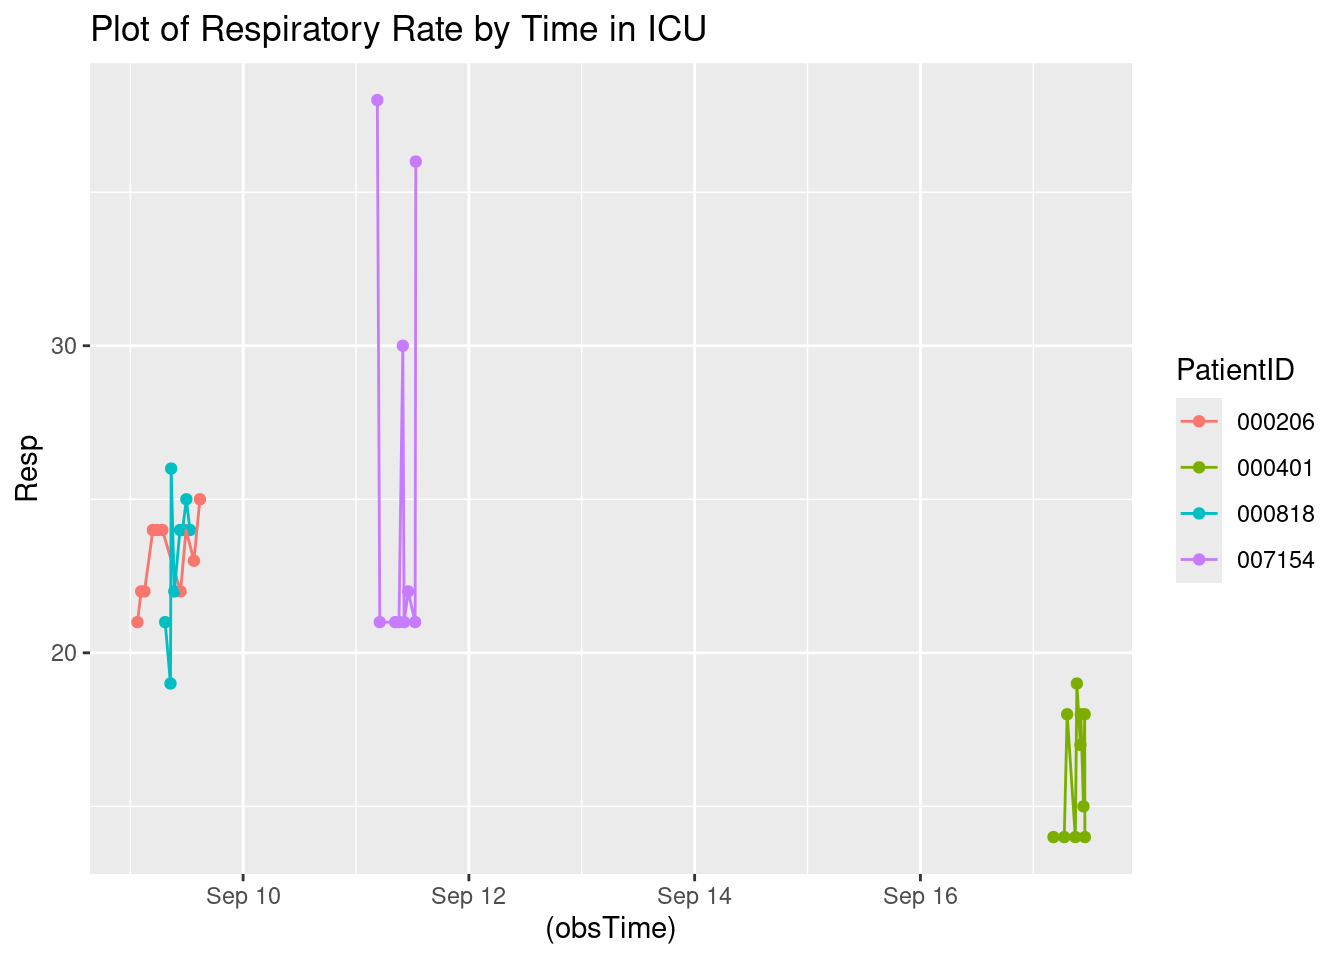 Plot of Respiratory Rate by Time in ICU
Resp
30
20
Sep 10
Sep 12
Sep 14
Sep 16
(obsTime)
PatientID
000206
000401
000818
007154